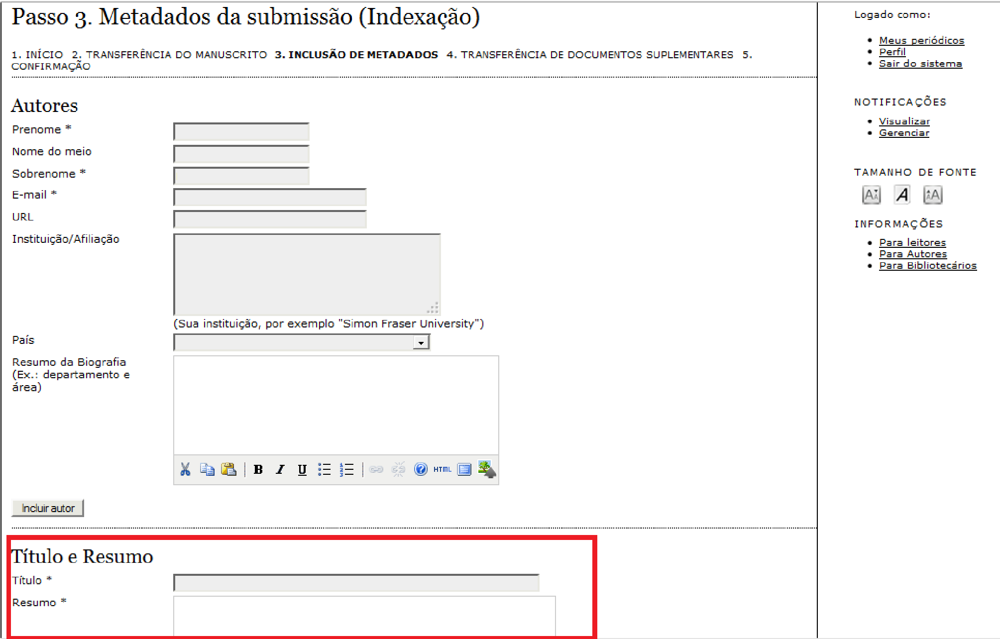 Passo 3. Metadados da submissão (Indexação)
1. INÍCIO 2. TRANSFERÊNCIA DO MANUSCRITO 3. INCLUSÃO DE METADADOS 4. TRANSFERÊNCIA DE DOCUMENTOS SUPLEMENTARES 5.
CONFIRMAÇÃO
Autores
Prenome *
Nome do meio
Sobrenome *
E-mail *
URL
Instituição/Afiliação
(Sua instituição, por exemplo "Simon Fraser University")
País
Resumo da Biografia
(Ex.: departamento e
área)
B I U HTML
Incluir autor
Título e Resumo
Título *
Resumo *
Logado como:
Meus periódicos
Perfil
Sair do sistema
NOTIFICAÇÕES
Visualizar
Gerenciar
TAMANHO DE FONTE
INFORMAÇÕES
Para leitores
Para Autores
Para Bibliotecários